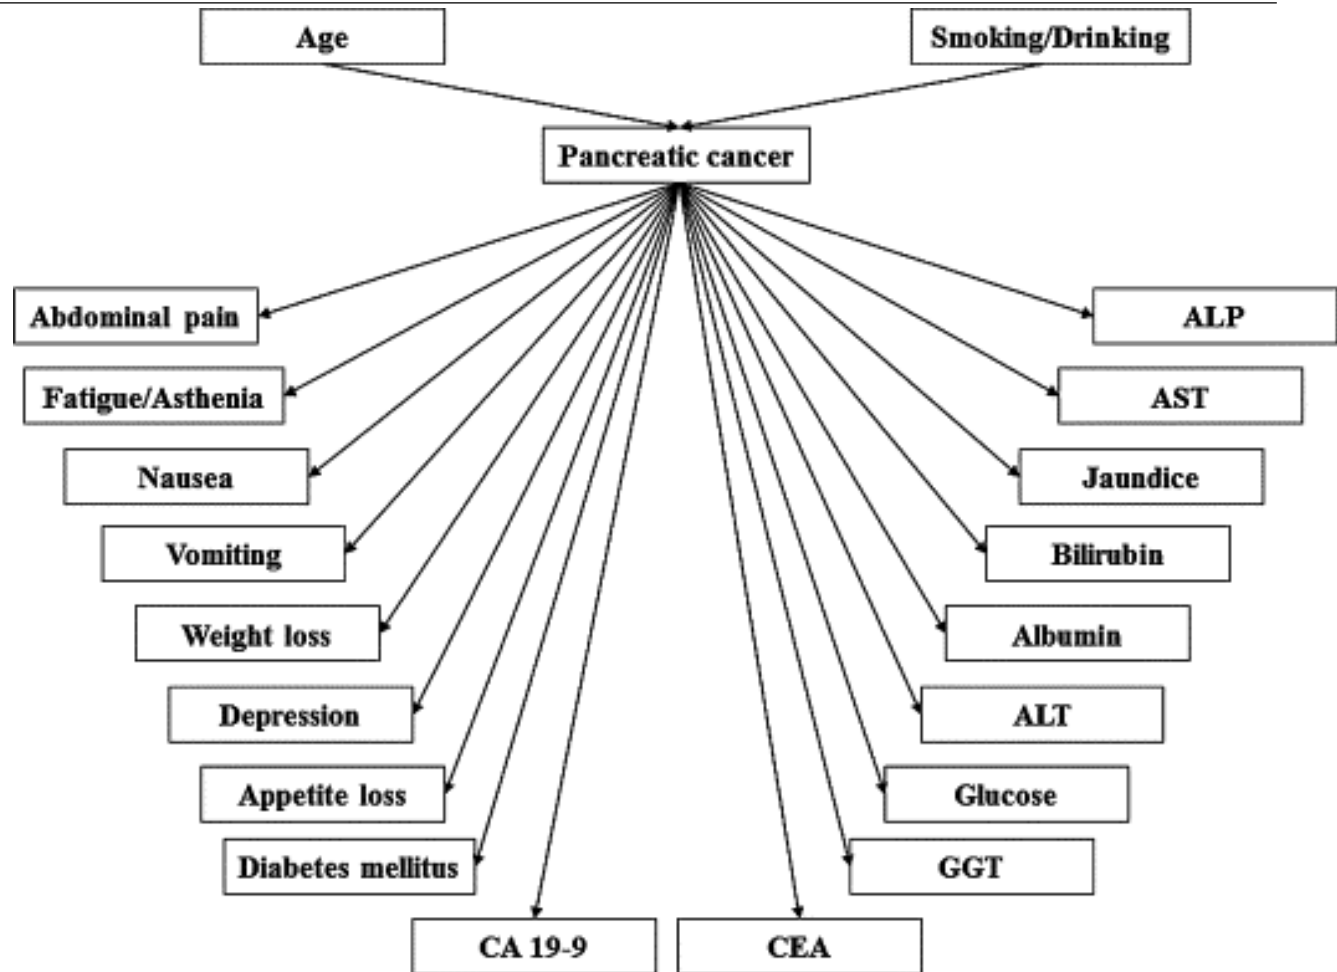 Age
Smoking/Drinking
Pancreatic cancer
Abdominal pain
ALP
Fatigue/Asthenia
AST
Nausea
Jaundice
Vomiting
Bilirubin
Weight loss
Albumin
Depression
ALT
Appetite loss
Glucose
Diabetes mellitus
GGT
CA 19-9
CEA